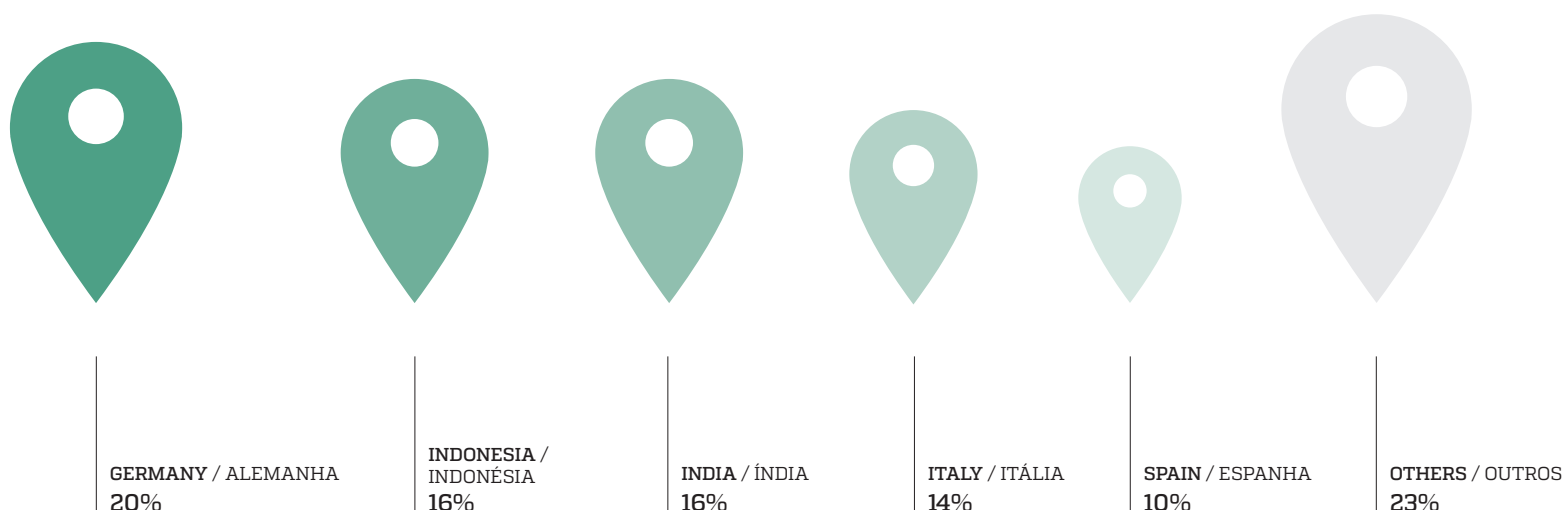 GERMANY / ALEMANHA
20%
INDONESIA /
INDONÉSIA
16%
INDIA / ÍNDIA
16%
ITALY / ITÁLIA
14%
SPAIN / ESPANHA
10%
OTHERS / OUTROS
23%